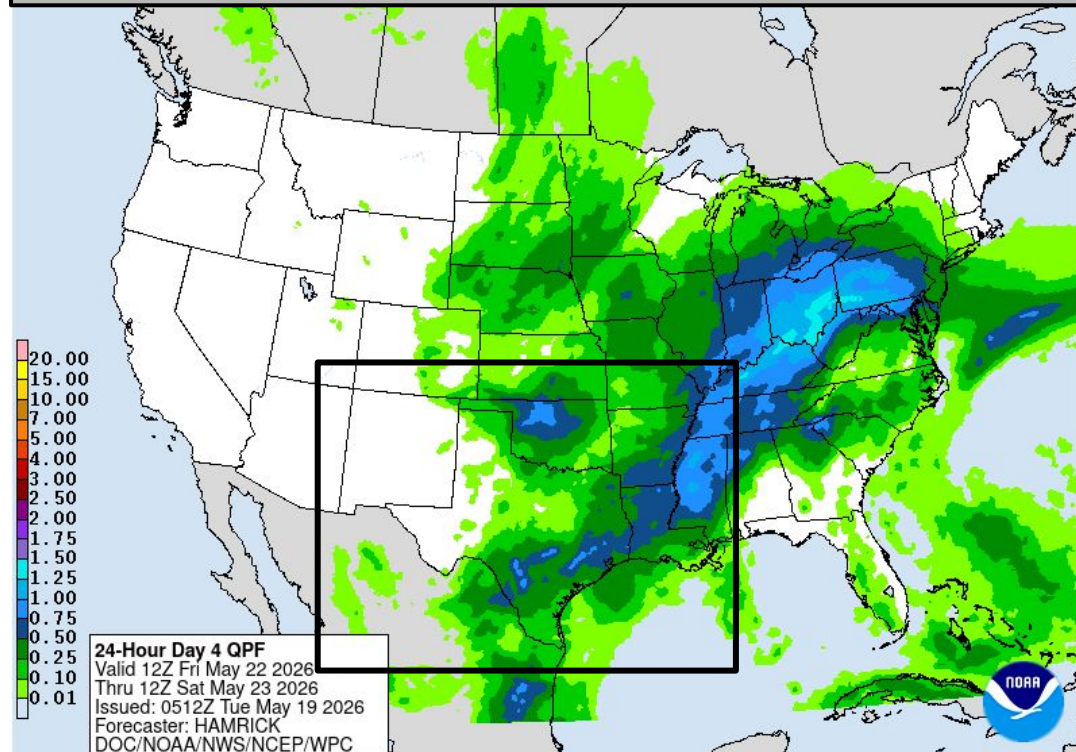 20.00
15.00
10.00
7.00
5.00
4.00
3.00
2.50
2.00
1.75
1.50
1.25
1.00
0.75
0.50
0.25
0.10
0.01
24-Hour Day 4 QPF
Valid 12Z Fri May 22 2026
Thru 12Z Sat May 23 2026
Issued: 0512Z Tue May 19 2026
Forecaster: HAMRICK
DOC/NOAA/NWS/NCEP/WPC
NOAA